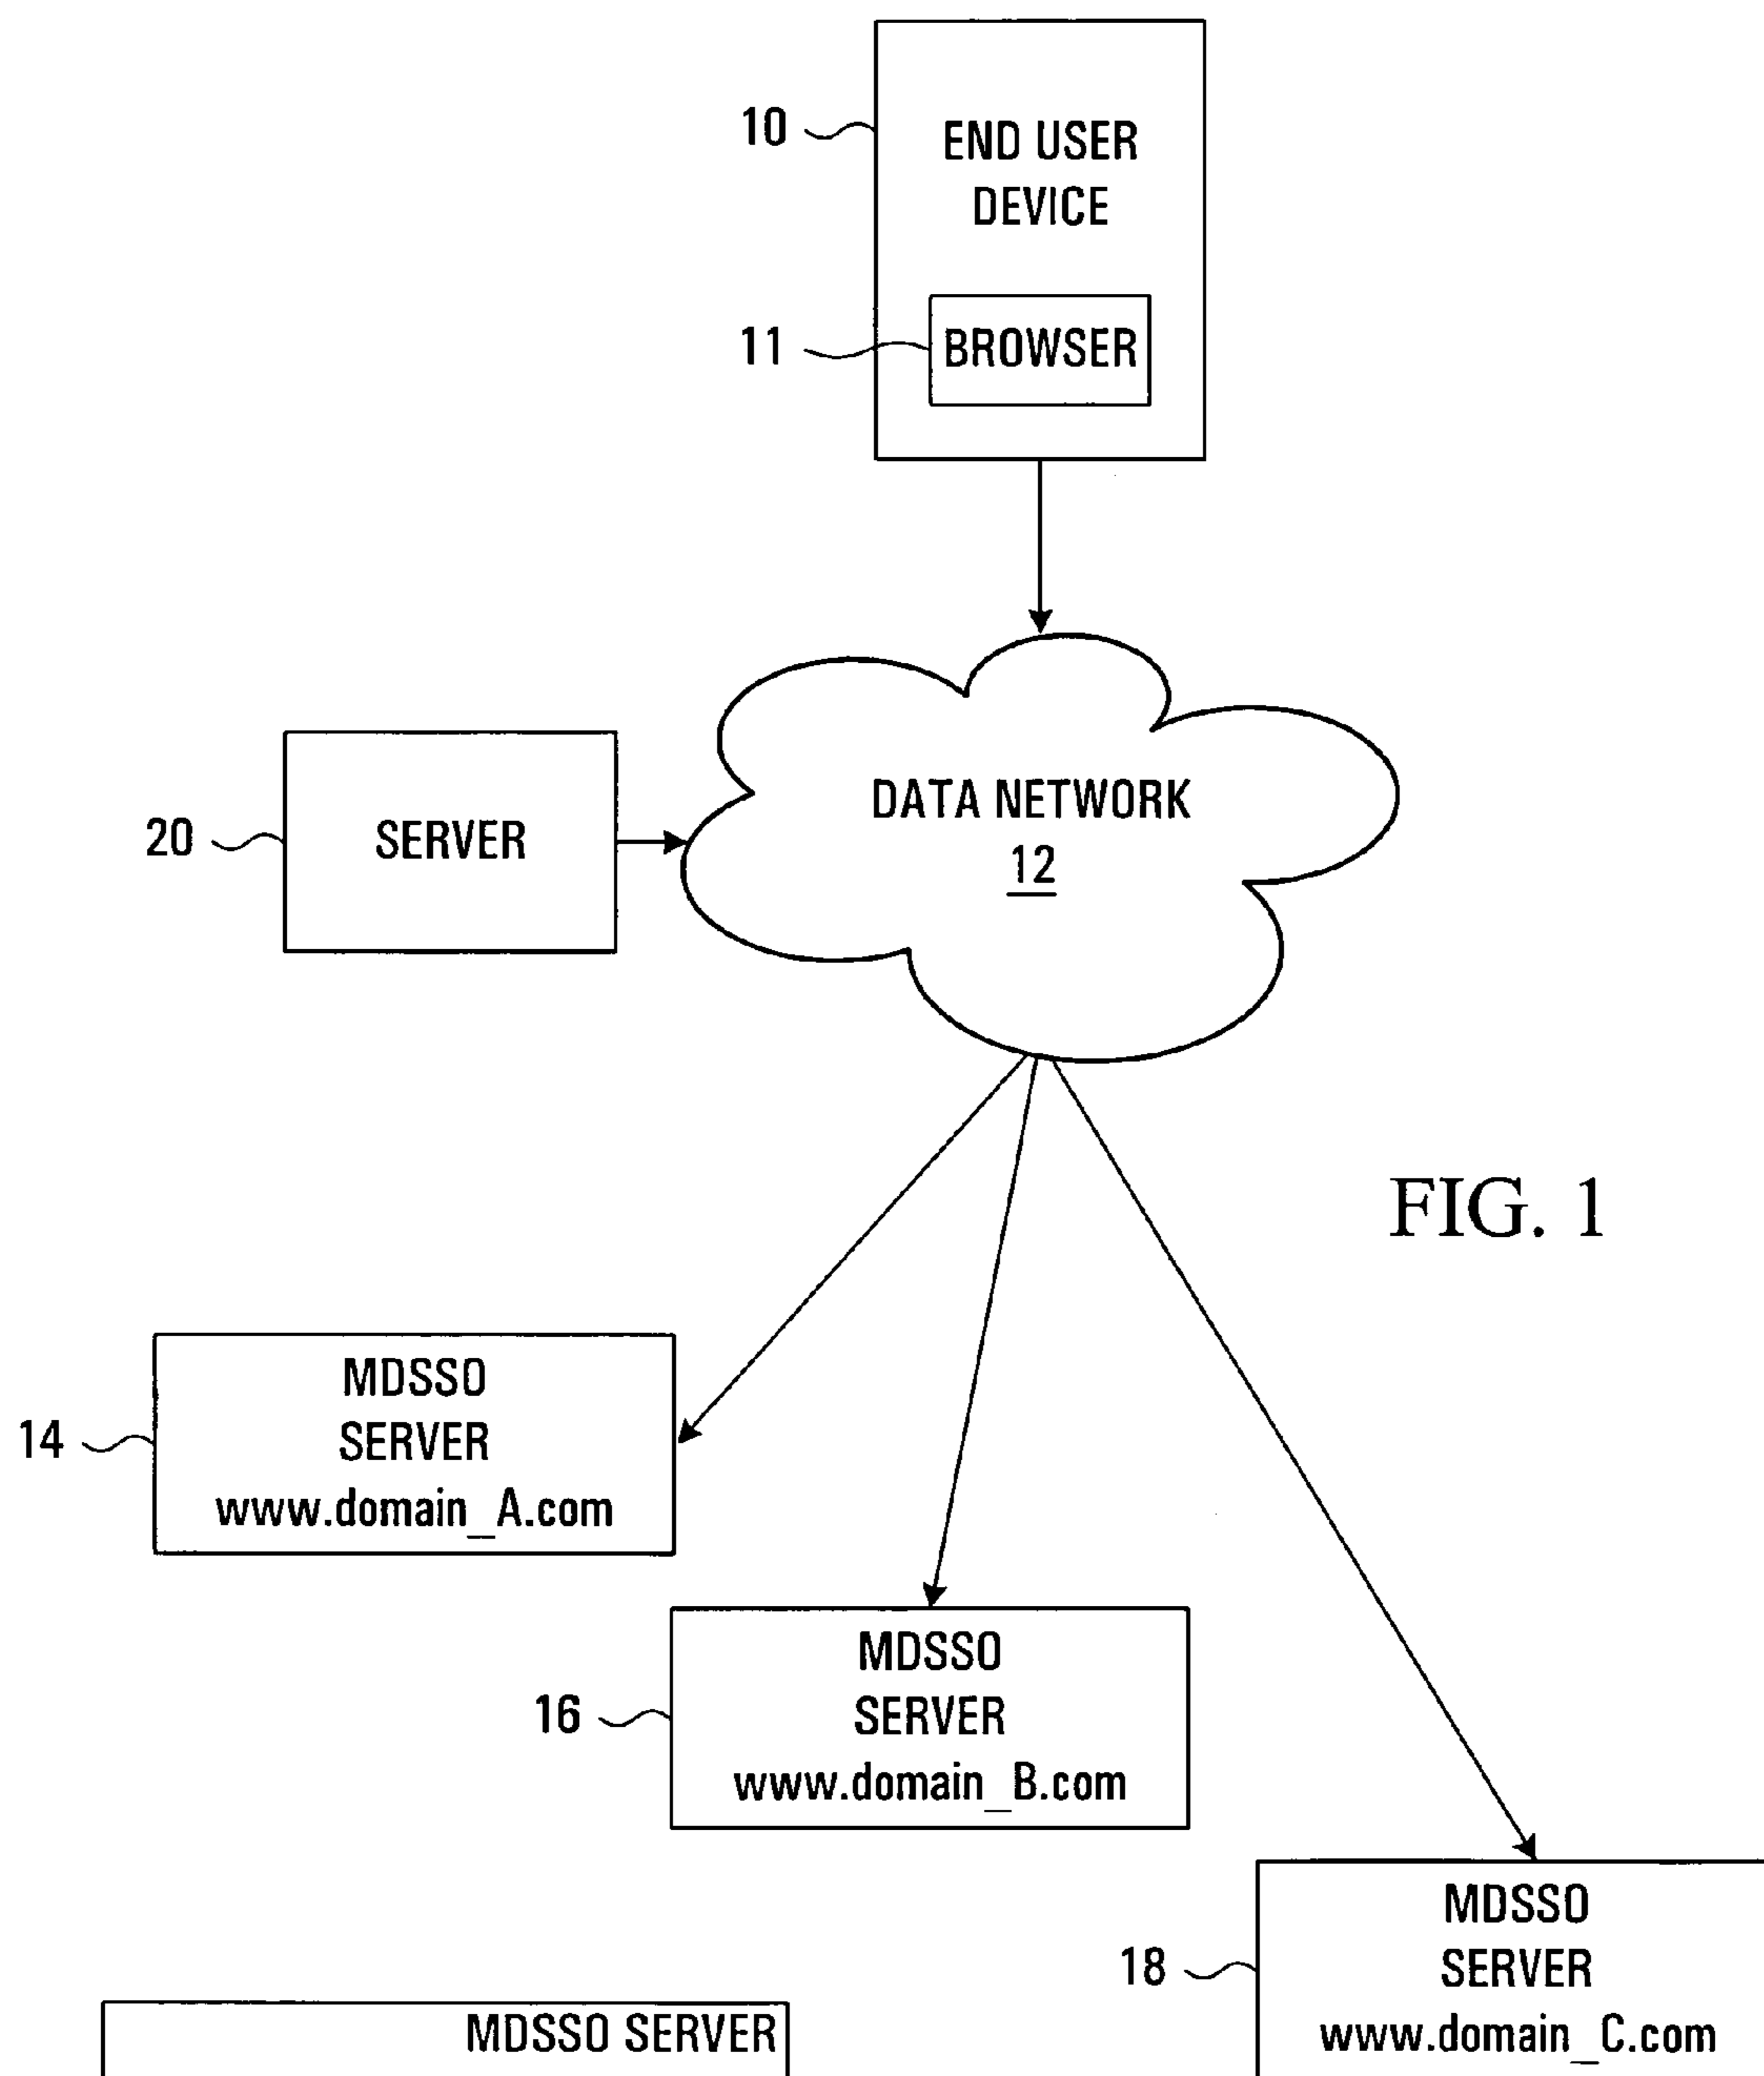 10
END USER
DEVICE
11
BROWSER
20
SERVER
DATA NETWORK
12
FIG. 1
14
MDSSO
SERVER
www.domain_A.com
16
MDSSO
SERVER
www.domain_B.com
18
MDSSO
SERVER
www.domain_C.com
MDSSO SERVER